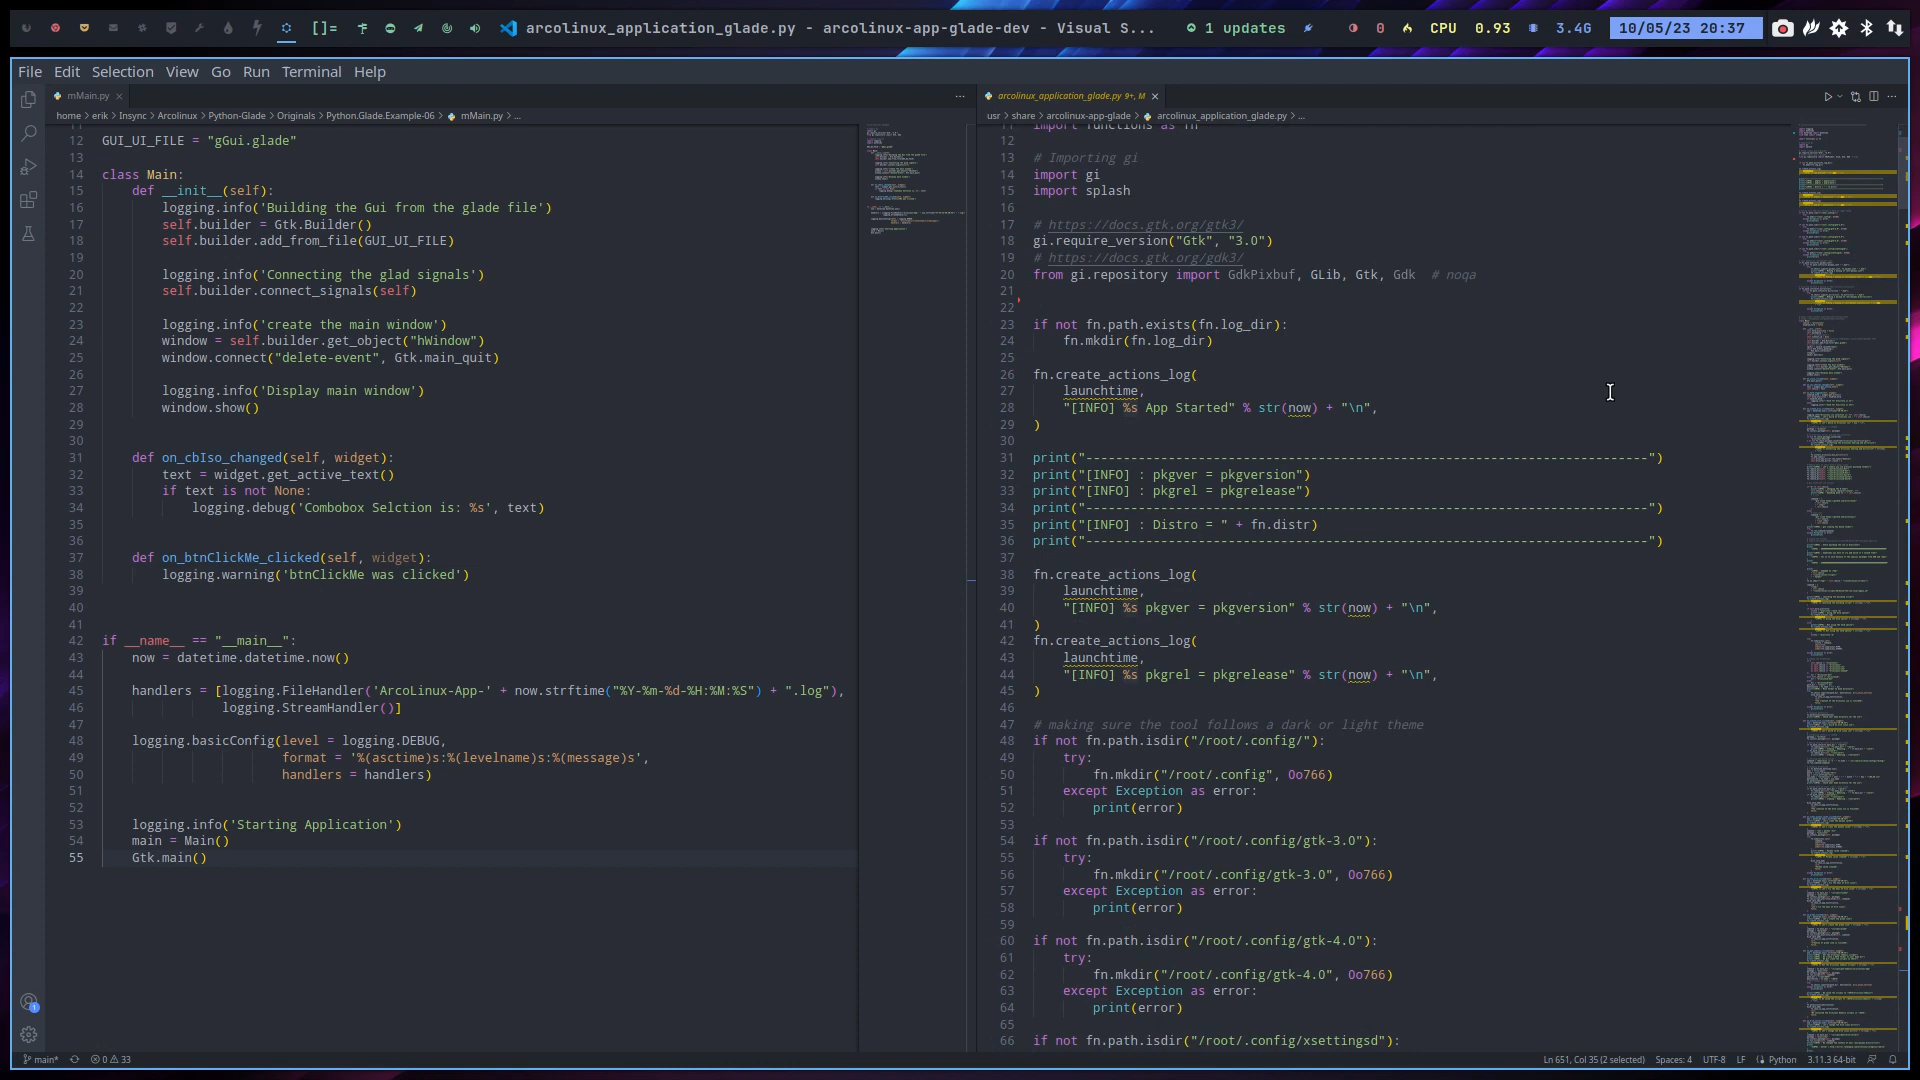 []=
arcolinux_application_glade.py - arcolinux-app-glade-dev - Visual S...
1 updates
0
CPU 0.93
3.4G
10/05/23 20:37
File Edit Selection View Go Run Terminal Help
mMain.py
home > erik > Insync > Arcolinux > Python-Glade > Originals > Python.Glade.Example-06 > mMain.py > ...
12 GUI_UI_FILE = "gGui.glade"
13
14 class Main:
15 def __init__(self):
16 logging.info('Building the Gui from the glade file')
17 self.builder = Gtk.Builder()
18 self.builder.add_from_file(GUI_UI_FILE)
19
20 logging.info('Connecting the glad signals')
21 self.builder.connect_signals(self)
22
23 logging.info('create the main window')
24 window = self.builder.get_object("hWindow")
25 window.connect("delete-event", Gtk.main_quit)
26
27 logging.info('Display main window')
28 window.show()
29
30
31 def on_cbIso_changed(self, widget):
32 text = widget.get_active_text()
33 if text is not None:
34 logging.debug('Combobox Selction is: %s', text)
35
36
37 def on_btnClickMe_clicked(self, widget):
38 logging.warning('btnClickMe was clicked')
39
40
41
42 if __name__ == "__main__":
43 now = datetime.datetime.now()
44
45 handlers = [logging.FileHandler('ArcoLinux-App-' + now.strftime("%Y-%m-%d-%H:%M:%S") + ".log"),
46 logging.StreamHandler()]
47
48 logging.basicConfig(level = logging.DEBUG,
49 format = '%(asctime)s:%(levelname)s:%(message)s',
50 handlers = handlers)
51
52
53 logging.info('Starting Application')
54 main = Main()
55 Gtk.main()
arcolinux_application_glade.py 9+, M
usr > share > arcolinux-app-glade > arcolinux_application_glade.py > ...
11 import functions as fn
12
13 # Importing gi
14 import gi
15 import splash
16
17 # https://docs.gtk.org/gtk3/
18 gi.require_version("Gtk", "3.0")
19 # https://docs.gtk.org/gdk3/
20 from gi.repository import GdkPixbuf, GLib, Gtk, Gdk # noqa
21
22
23 if not fn.path.exists(fn.log_dir):
24 fn.mkdir(fn.log_dir)
25
26 fn.create_actions_log(
27 launchtime,
28 "[INFO] %s App Started" % str(now) + "\n",
29 )
30
31 print("---------------------------------------------------------------------------")
32 print("[INFO] : pkgver = pkgversion")
33 print("[INFO] : pkgrel = pkgrelease")
34 print("---------------------------------------------------------------------------")
35 print("[INFO] : Distro = " + fn.distr)
36 print("---------------------------------------------------------------------------")
37
38 fn.create_actions_log(
39 launchtime,
40 "[INFO] %s pkgver = pkgversion" % str(now) + "\n",
41 )
42 fn.create_actions_log(
43 launchtime,
44 "[INFO] %s pkgrel = pkgrelease" % str(now) + "\n",
45 )
46
47 # making sure the tool follows a dark or light theme
48 if not fn.path.isdir("/root/.config/"):
49 try:
50 fn.mkdir("/root/.config", 0o766)
51 except Exception as error:
52 print(error)
53
54 if not fn.path.isdir("/root/.config/gtk-3.0"):
55 try:
56 fn.mkdir("/root/.config/gtk-3.0", 0o766)
57 except Exception as error:
58 print(error)
59
60 if not fn.path.isdir("/root/.config/gtk-4.0"):
61 try:
62 fn.mkdir("/root/.config/gtk-4.0", 0o766)
63 except Exception as error:
64 print(error)
65
66 if not fn.path.isdir("/root/.config/xsettingsd"):
1
main* 0 33
Ln 651, Col 35 (2 selected) Spaces: 4 UTF-8 LF Python 3.11.3 64-bit